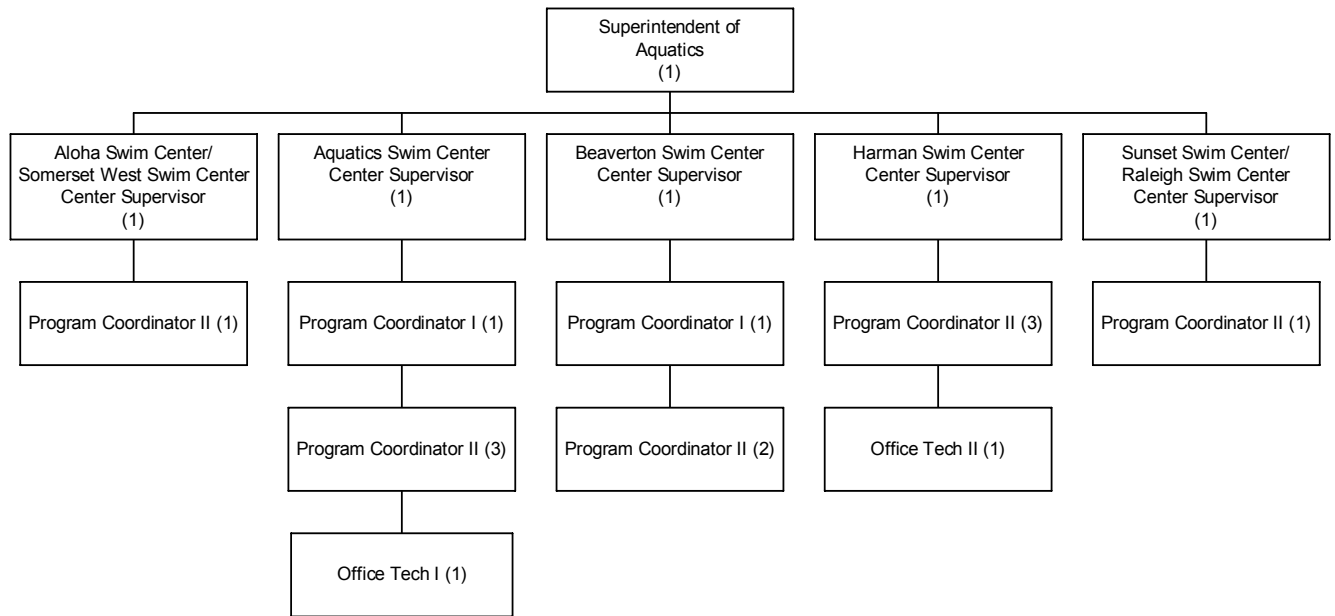 Superintendent of
Aquatics
(1)
Aloha Swim Center/
Somerset West Swim Center
Center Supervisor
(1)
Aquatics Swim Center
Center Supervisor
(1)
Beaverton Swim Center
Center Supervisor
(1)
Harman Swim Center
Center Supervisor
(1)
Sunset Swim Center/
Raleigh Swim Center
Center Supervisor
(1)
Program Coordinator II (1)
Program Coordinator I (1)
Program Coordinator I (1)
Program Coordinator II (3)
Program Coordinator II (1)
Program Coordinator II (3)
Program Coordinator II (2)
Office Tech II (1)
Office Tech I (1)